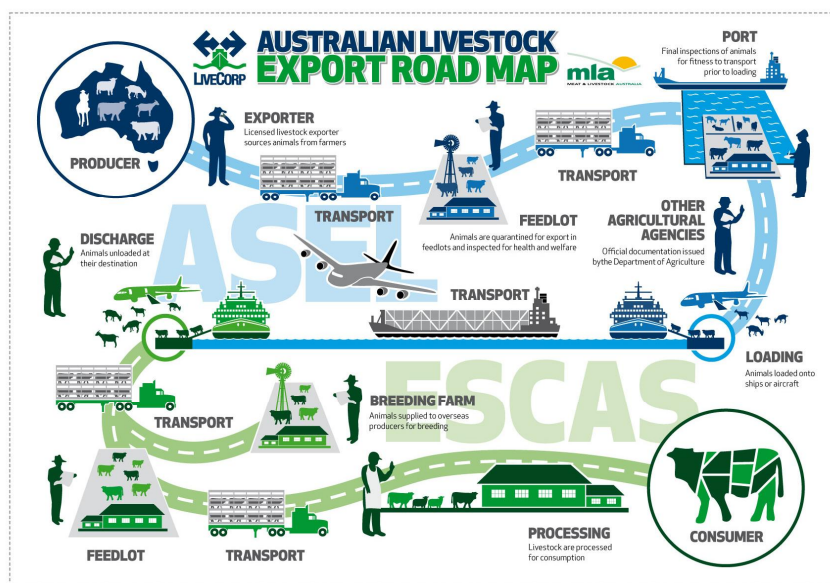 LIVECORP
AUSTRALIAN LIVESTOCK
EXPORT ROAD MAP
mla
MEAT & LIVESTOCK AUSTRALIA
PORT
Final inspections of animals
for fitness to transport
prior to loading
PRODUCER
EXPORTER
Licensed livestock exporter
sources animals from farmers
TRANSPORT
FEEDLOT
Animals are quarantined for export in
feedlots and inspected for health and welfare
TRANSPORT
OTHER
AGRICULTURAL
AGENCIES
Official documentation issued
bythe Department of Agriculture
ASEL
DISCHARGE
Animals unloaded at
their destination
TRANSPORT
LOADING
Animals loaded onto
ships or aircraft
ESCAS
TRANSPORT
BREEDING FARM
Animals supplied to overseas
producers for breeding
FEEDLOT
TRANSPORT
PROCESSING
Livestock are processed
for consumption
CONSUMER